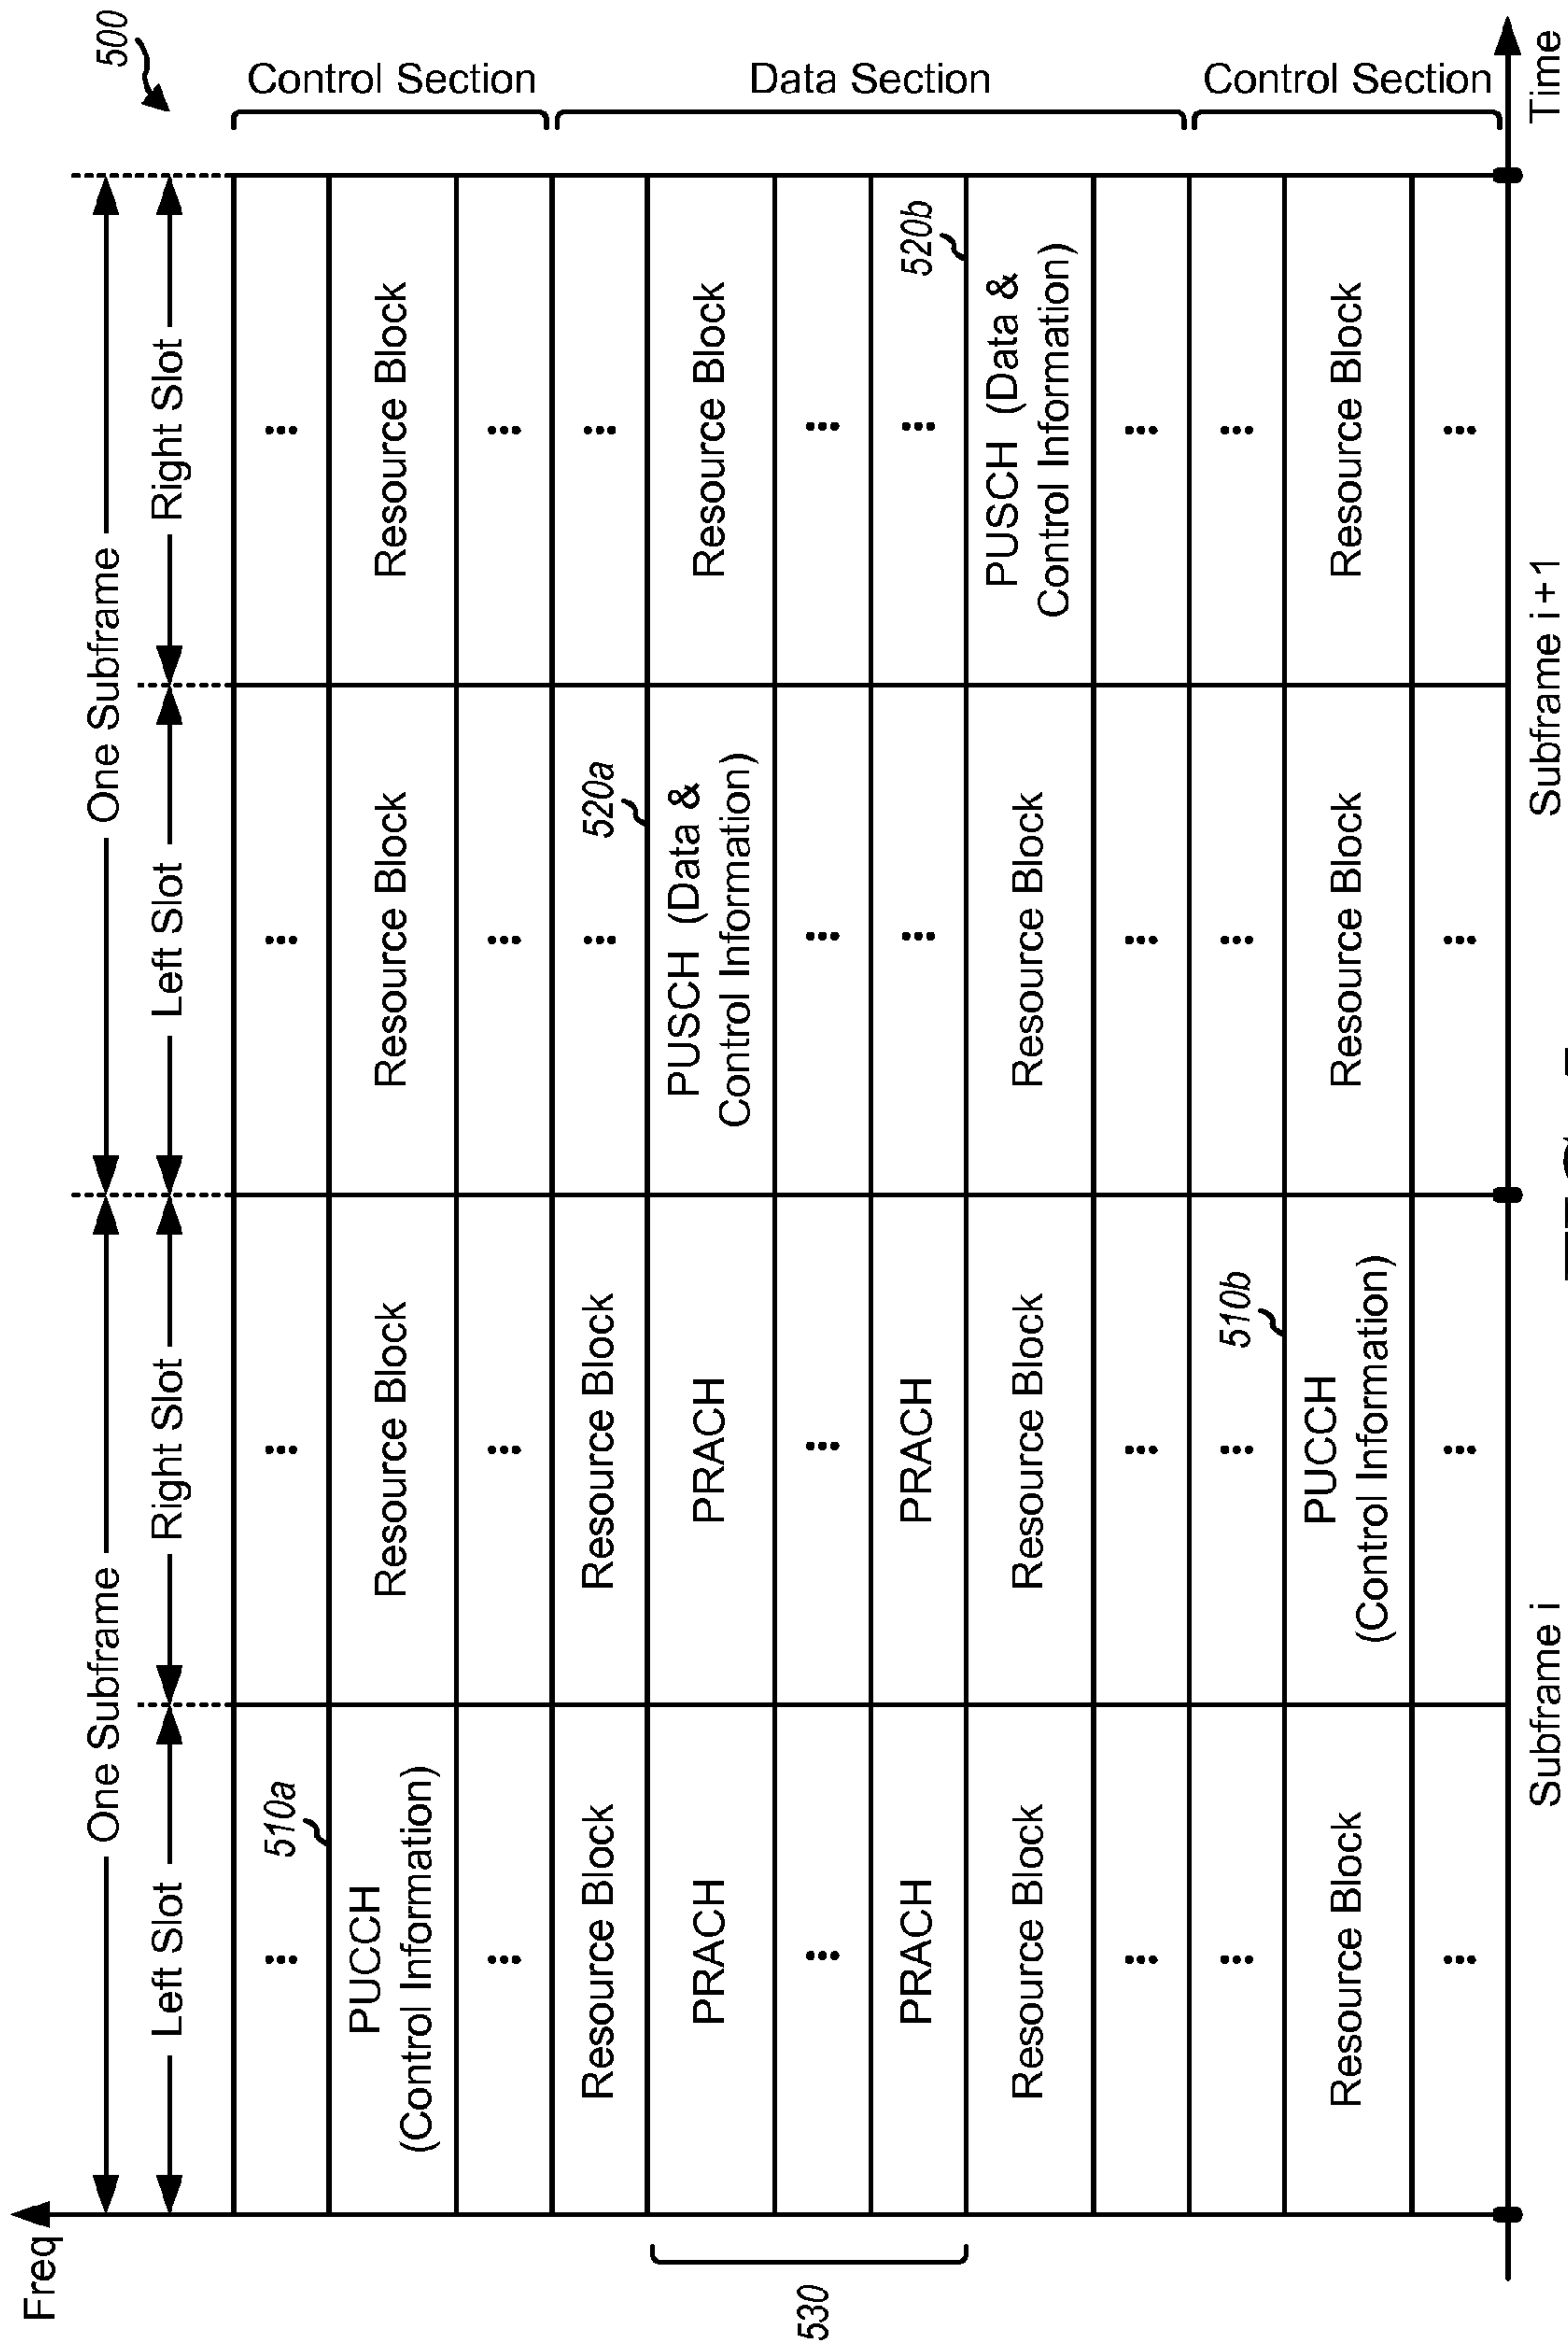 Freq
500
One Subframe
One Subframe
Left Slot
Right Slot
Left Slot
Right Slot
Control Section
... 510a
...
...
...
PUCCH
(Control Information)
Resource Block
Resource Block
Resource Block
...
...
...
...
Data Section
Resource Block
Resource Block
... 520a
...
530
PRACH
PRACH
PUSCH (Data &
Control Information)
Resource Block
...
...
...
...
PRACH
PRACH
...
... 520b
Resource Block
Resource Block
Resource Block
PUSCH (Data &
Control Information)
...
...
...
...
Control Section
...
... 510b
...
...
Resource Block
PUCCH
(Control Information)
Resource Block
Resource Block
...
...
...
...
Subframe i
Subframe i+1
Time